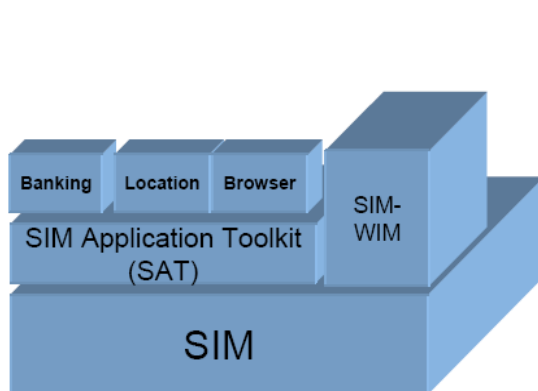 Banking
Location
Browser
SIM-
WIM
SIM Application Toolkit
(SAT)
SIM